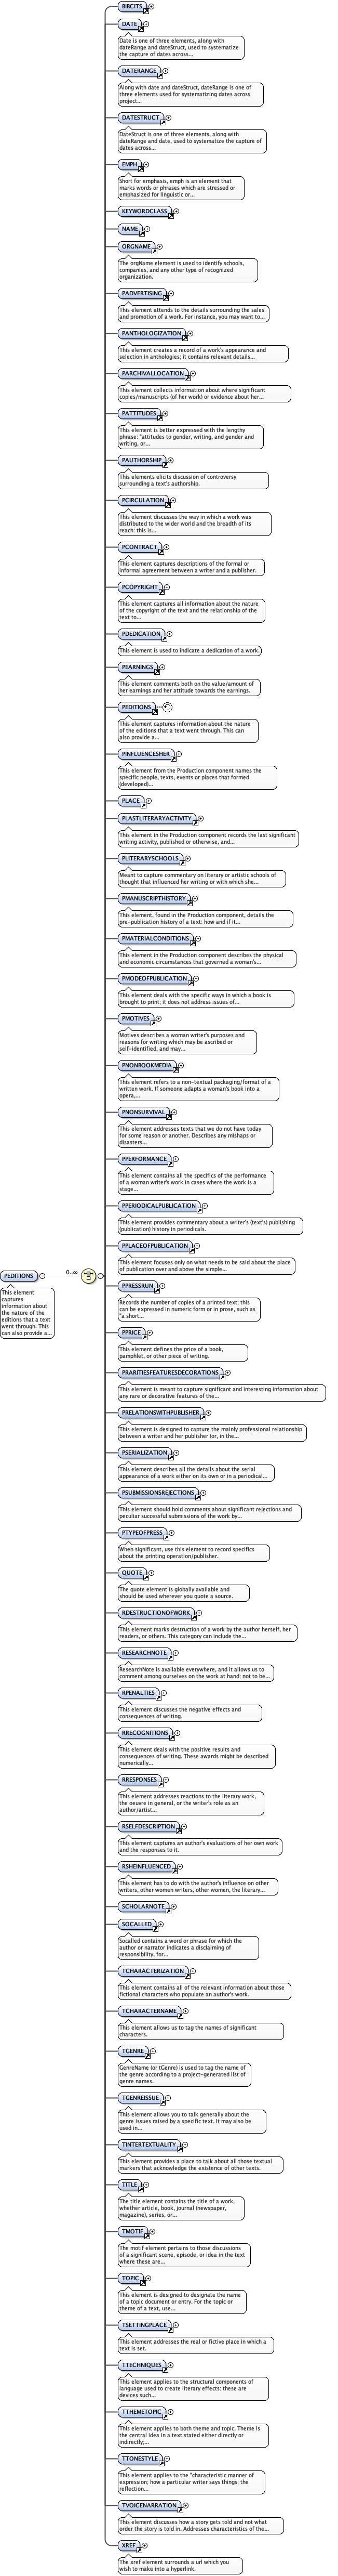 BIBCITS
DATE
Date is one of three elements, along with
dateRange and dateStruct, used to systematize
the capture of dates across...
DATERANGE
Along with date and dateStruct, dateRange is one of
three elements used for systematizing dates across
project...
DATESTRUCT
DateStruct is one of three elements, along with
dateRange and date, used to systematize the capture of
dates across...
EMPH
Short for emphasis, emph is an element that
marks words or phrases which are stressed or
emphasized for linguistic or...
KEYWORDCLASS
NAME
ORGNAME
The orgName element is used to identify schools,
companies, and any other type of recognized
organization.
PADVERTISING
This element attends to the details surrounding the sales
and promotion of a work. For instance, you may want to...
PANTHOLOGIZATION
This element creates a record of a work's appearance and
selection in anthologies; it contains relevant details...
PARCHIVALLOCATION
This element collects information about where significant
copies/manuscripts (of her work) or evidence about her...
PATTITUDES
This element is better expressed with the lengthy
phrase: "attitudes to gender, writing, and gender and
writing, or...
PAUTHORSHIP
This elements elicits discussion of controversy
surrounding a text's authorship.
PCIRCULATION
This element discusses the way in which a work was
distributed to the wider world and the breadth of its
reach: this is...
PCONTRACT
This element captures descriptions of the formal or
informal agreement between a writer and a publisher.
PCOPYRIGHT
This element captures all information about the nature
of the copyright of the text and the relationship of the
text to...
PDEDICATION
This element is used to indicate a dedication of a work.
PEARNINGS
This element comments both on the value/amount of
her earnings and her attitude towards the earnings.
PEDITIONS
This element captures information about the nature
of the editions that a text went through. This can
also provide a...
PINFLUENCESHER
This element from the Production component names the
specific people, texts, events or places that formed
(developed)...
PLACE
PLASTLITERARYACTIVITY
This element in the Production component records the last significant
writing activity, published or otherwise, and...
PLITERARYSCHOOLS
Meant to capture commentary on literary or artistic schools of
thought that influenced her writing or with which she...
PMANUSCRIPTHISTORY
This element, found in the Production component, details the
pre-publication history of a text: how and if it...
PMATERIALCONDITIONS
This element in the Production component describes the physical
and economic circumstances that governed a woman's...
PMODEOFPUBLICATION
This element deals with the specific ways in which a book is
brought to print; it does not address issues of...
PMOTIVES
Motives describes a woman writer's purposes and
reasons for writing which may be ascribed or
self-identified, and may...
PNONBOOKMEDIA
This element refers to a non-textual packaging/format of a
written work. If someone adapts a woman's book into a
opera,...
PNONSURVIVAL
This element addresses texts that we do not have today
for some reason or another. Describes any mishaps or
disasters...
PPERFORMANCE
This element contains all the specifics of the performance
of a woman writer's work in cases where the work is a
stage...
PPERIODICALPUBLICATION
This element provides commentary about a writer's (text's) publishing
(publication) history in periodicals.
PPLACEOFPUBLICATION
This element focuses only on what needs to be said about the place
of publication over and above the simple...
PEDITIONS
0..∞
This element
captures
information about
the nature of the
editions that a text
went through. This
can also provide a...
PPRESSRUN
Records the number of copies of a printed text; this
can be expressed in numeric form or in prose, such as
"a short...
PPRICE
This element defines the price of a book,
pamphlet, or other piece of writing.
PRARITIESFEATURESDECORATIONS
This element is meant to capture significant and interesting information about
any rare or decorative features of the...
PRELATIONSWITHPUBLISHER
This element is designed to capture the mainly professional relationship
between a writer and her publisher (or, in the...
PSERIALIZATION
This element describes all the details about the serial
appearance of a work either on its own or in a periodical...
PSUBMISSIONSREJECTIONS
This element should hold comments about significant rejections and
peculiar successful submissions of the work by...
PTYPEOFPRESS
When significant, use this element to record specifics
about the printing operation/publisher.
QUOTE
The quote element is globally available and
should be used wherever you quote a source.
RDESTRUCTIONOFWORK
This element marks destruction of a work by the author herself, her
readers, or others. This category can include the...
RESEARCHNOTE
ResearchNote is available everywhere, and it allows us to
comment among ourselves on the work at hand; not to be...
RPENALTIES
This element discusses the negative effects and
consequences of writing.
RRECOGNITIONS
This element deals with the positive results and
consequences of writing. These awards might be described
numerically...
RRESPONSES
This element addresses reactions to the literary work,
the oeuvre in general, or the writer's role as an
author/artist...
RSELFDESCRIPTION
This element captures an author's evaluations of her own work
and the responses to it.
RSHEINFLUENCED
This element has to do with the author's influence on other
writers, other women writers, other women, the literary...
SCHOLARNOTE
SOCALLED
Socalled contains a word or phrase for which the
author or narrator indicates a disclaiming of
responsibility, for...
TCHARACTERIZATION
This element contains all of the relevant information about those
fictional characters who populate an author's work.
TCHARACTERNAME
This element allows us to tag the names of significant
characters.
TGENRE
GenreName (or tGenre) is used to tag the name of
the genre according to a project-generated list of
genre names.
TGENREISSUE
This element allows you to talk generally about the
genre issues raised by a specific text. It may also be
used in...
TINTERTEXTUALITY
This element provides a place to talk about all those textual
markers that acknowledge the existence of other texts.
TITLE
The title element contains the title of a work,
whether article, book, journal (newspaper,
magazine), series, or...
TMOTIF
The motif element pertains to those discussions
of a significant scene, episode, or idea in the text
where these are...
TOPIC
This element is designed to designate the name
of a topic document or entry. For the topic or
theme of a text, use...
TSETTINGPLACE
This element addresses the real or fictive place in which a
text is set.
TTECHNIQUES
This element applies to the structural components of
language used to create literary effects: these are
devices such...
TTHEMETOPIC
This element applies to both theme and topic. Theme is
the central idea in a text stated either directly or
indirectly;...
TTONESTYLE
This element applies to the "characteristic manner of
expression; how a particular writer says things; the
reflection...
TVOICENARRATION
This element discusses how a story gets told and not what
order the story is told in. Addresses characteristics of the...
XREF
The xref element surrounds a url which you
wish to make into a hyperlink.